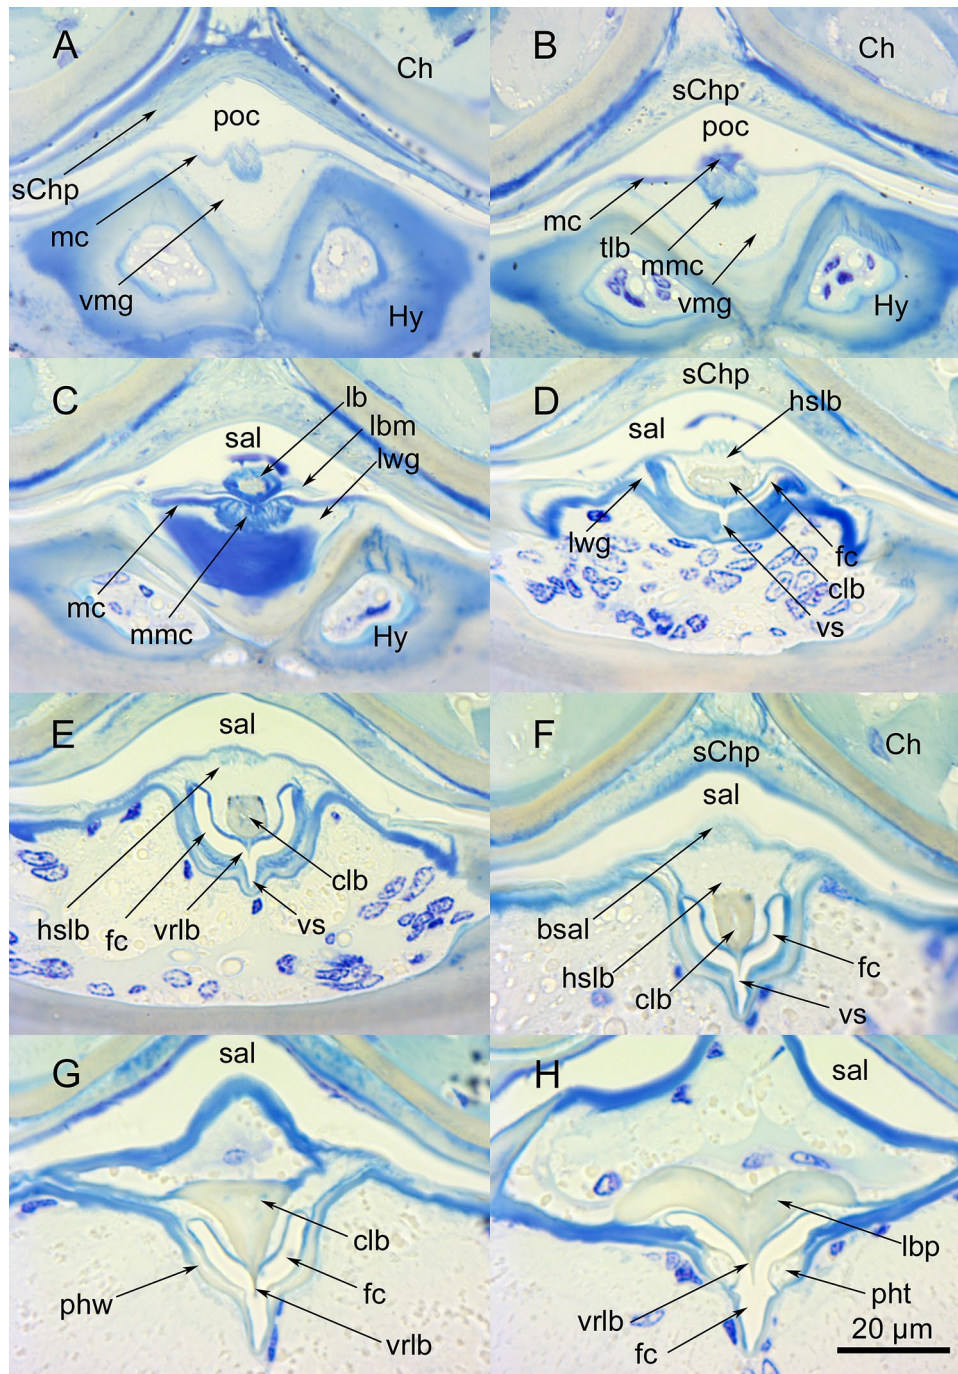 A
Ch
poc
sChp
mc
vmg
Hy
B
Ch
sChp
poc
mc
tlb
mmc
vmg
Hy
C
lb
lbm
sal
lwg
mc
mmc
Hy
D
sChp
hslb
sal
lwg
fc
clb
vs
E
sal
clb
hslb
fc
vrlb
vs
F
Ch
sChp
sal
bsal
hslb
clb
fc
vs
G
sal
clb
fc
phw
vrlb
H
sal
lbp
pht
vrlb
fc
20 µm